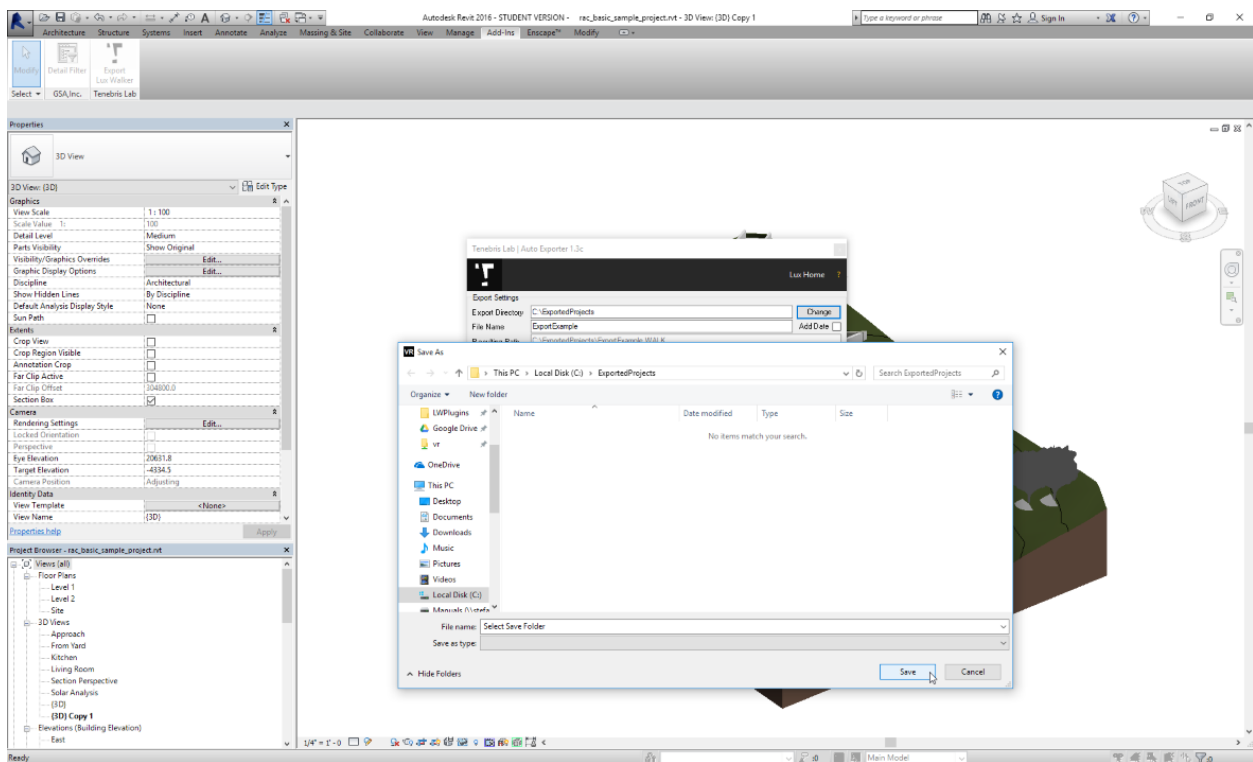 Autodesk Revit 2016 - STUDENT VERSION - rac_basic_sample_project.rvt - 3D View: {3D} Copy 1
Type a keyword or phrase
Sign In
Architecture Structure Systems Insert Annotate Analyze Massing & Site Collaborate View Manage Add-Ins Enscape™ Modify
Modify Detail Filter Export
Lux Walker
Select GSA,Inc. Tenebris Lab
Properties
3D View
3D View: {3D} Edit Type
Graphics
View Scale 1 : 100
Scale Value 1: 100
Detail Level Medium
Parts Visibility Show Original
Visibility/Graphics Overrides Edit...
Graphic Display Options Edit...
Discipline Architectural
Show Hidden Lines By Discipline
Default Analysis Display Style None
Sun Path
Extents
Crop View
Crop Region Visible
Annotation Crop
Far Clip Active
Far Clip Offset 304800.0
Section Box
Camera
Rendering Settings Edit...
Locked Orientation
Perspective
Eye Elevation 20631.8
Target Elevation -4334.5
Camera Position Adjusting
Identity Data
View Template <None>
View Name {3D}
Properties help Apply
Project Browser - rac_basic_sample_project.rvt
Views (all)
Floor Plans
Level 1
Level 2
Site
3D Views
Approach
From Yard
Kitchen
Living Room
Section Perspective
Solar Analysis
{3D}
{3D} Copy 1
Elevations (Building Elevation)
East
TOP
FRONT
Tenebris Lab | Auto Exporter 1.3c
Lux Home ?
Export Settings
Export Directory C:\ExportedProjects Change
File Name ExportExample Add Date
Resulting Path C:\ExportedProjects\ExportExample.WALK
VR Save As
This PC > Local Disk (C:) > ExportedProjects
Search ExportedProjects
Organize New folder
Name Date modified Type Size
No items match your search.
LWPlugins
Google Drive
vr
OneDrive
This PC
Desktop
Documents
Downloads
Music
Pictures
Videos
Local Disk (C:)
File name: Select Save Folder
Save as type:
Hide Folders
Save Cancel
1/4" = 1'-0
Ready
:0
Main Model